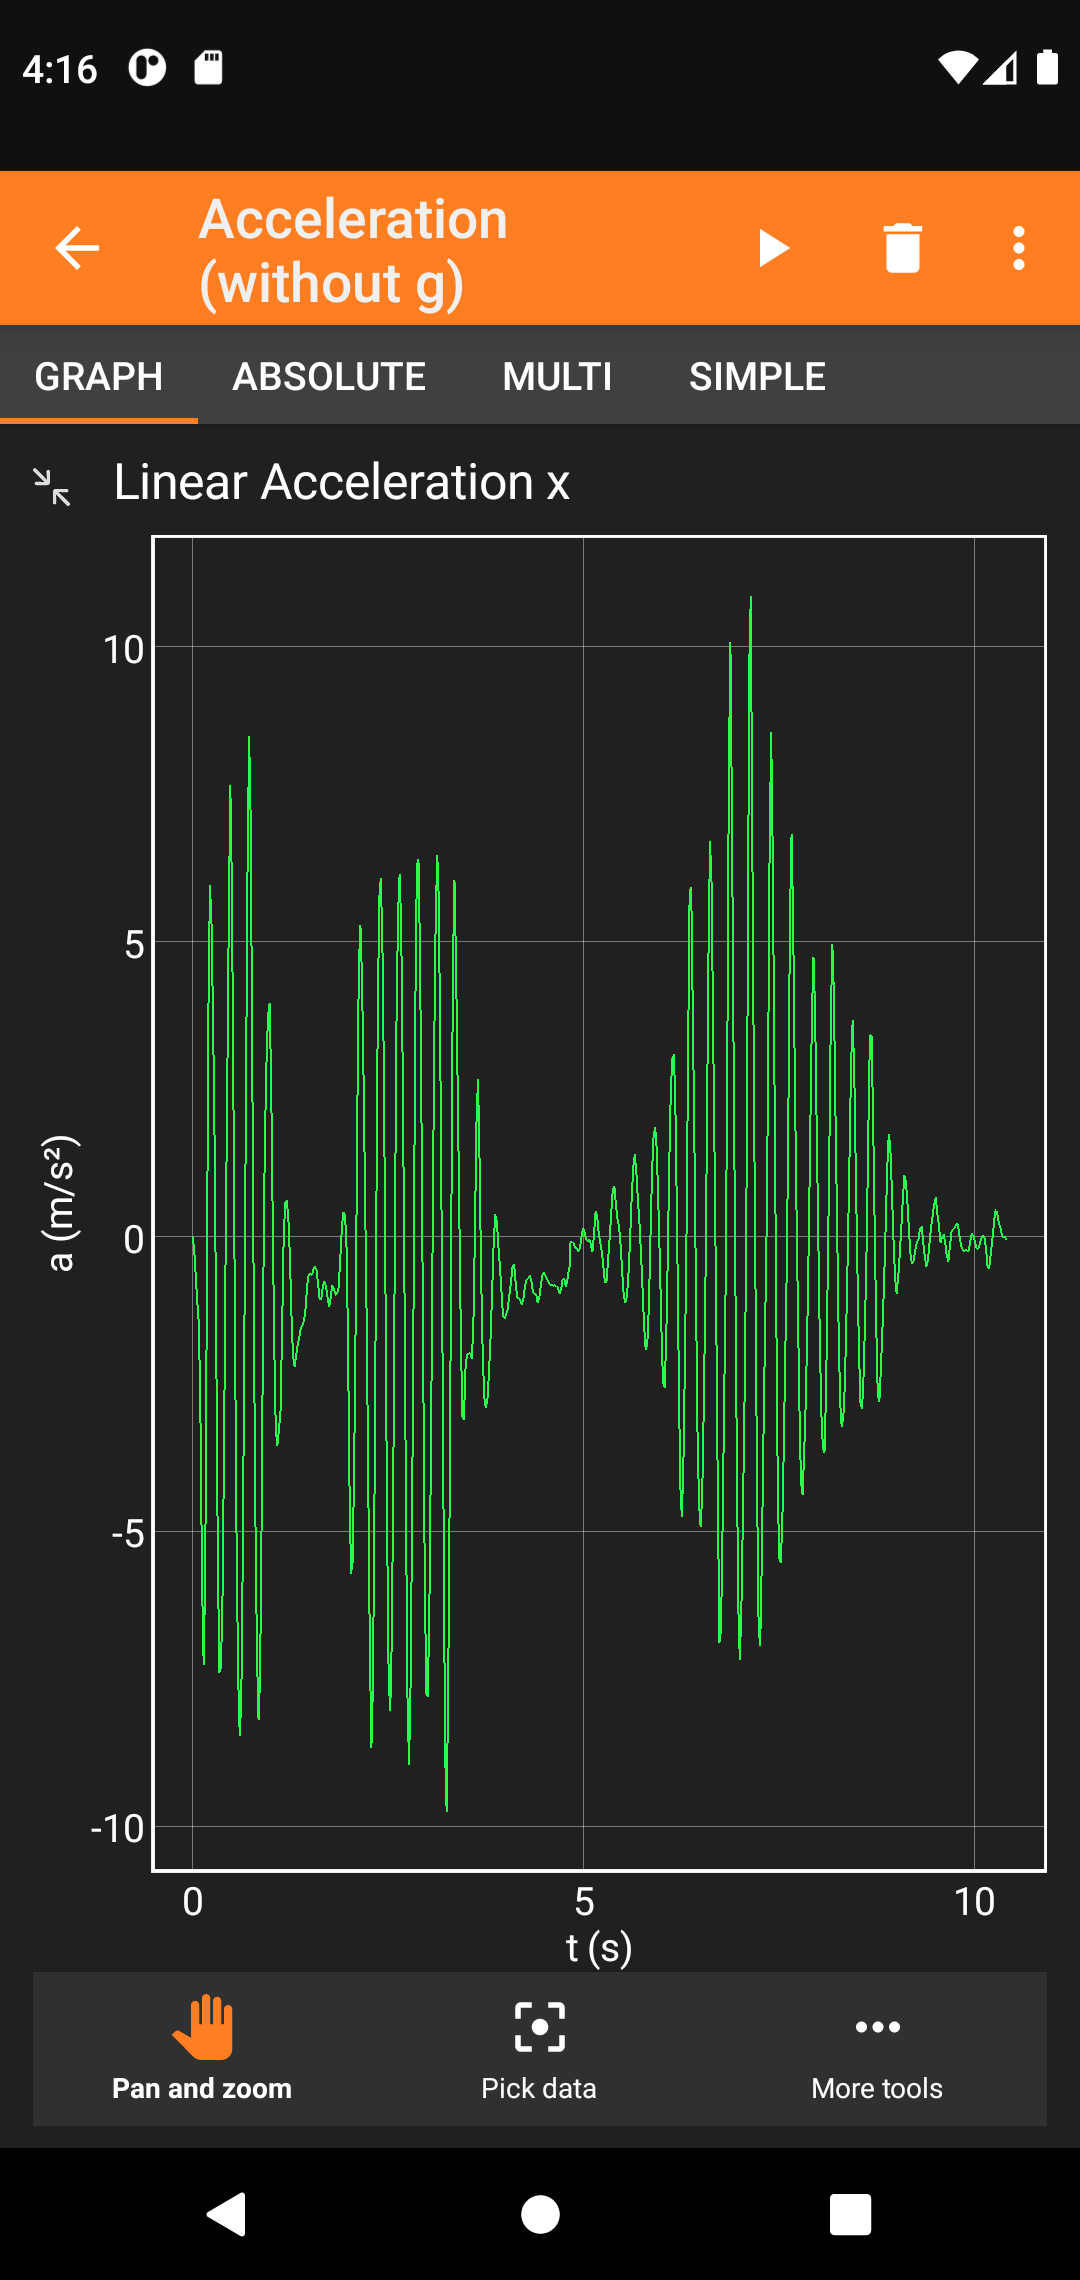 4:16
Acceleration
(without g)
GRAPH ABSOLUTE MULTI SIMPLE
Linear Acceleration x
10
5
0
-5
-10
a (m/s²)
0 5 10
t (s)
Pan and zoom Pick data More tools